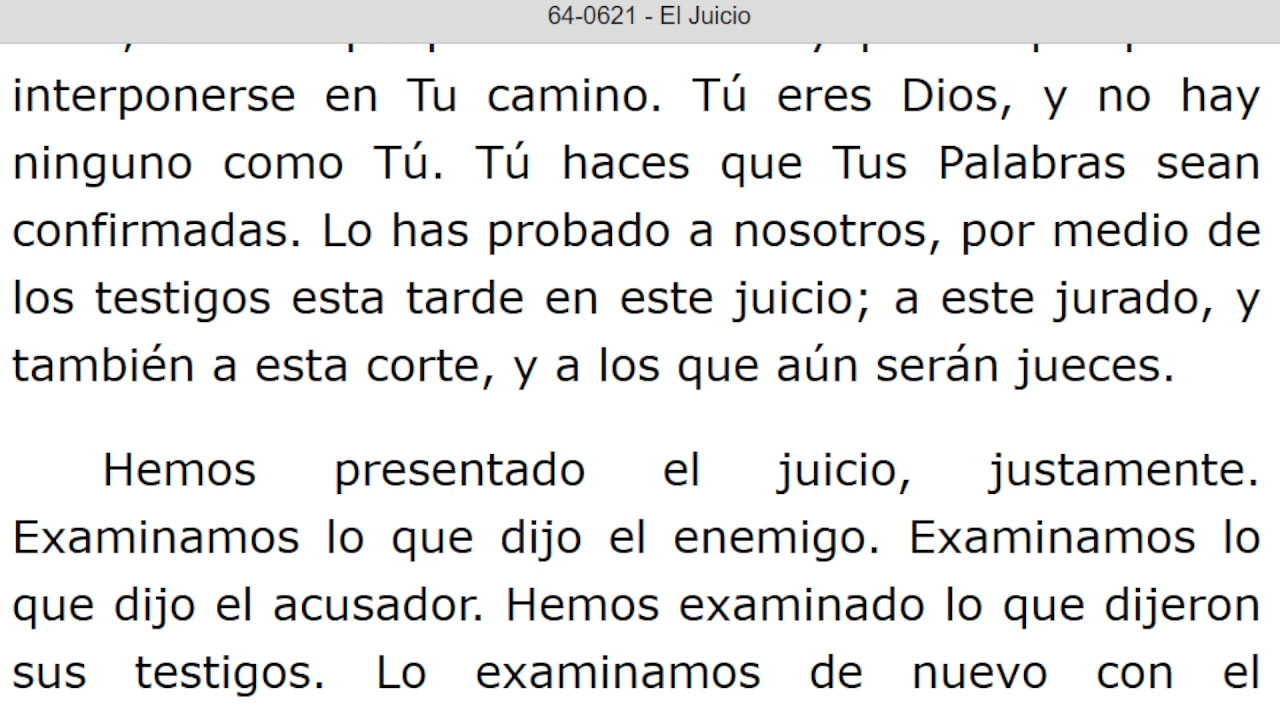 64-0621 - El Juicio
interponerse en Tu camino. Tú eres Dios, y no hay
ninguno como Tú. Tú haces que Tus Palabras sean
confirmadas. Lo has probado a nosotros, por medio de
los testigos esta tarde en este juicio; a este jurado, y
también a esta corte, y a los que aún serán jueces.
Hemos presentado el juicio, justamente.
Examinamos lo que dijo el enemigo. Examinamos lo
que dijo el acusador. Hemos examinado lo que dijeron
sus testigos. Lo examinamos de nuevo con el